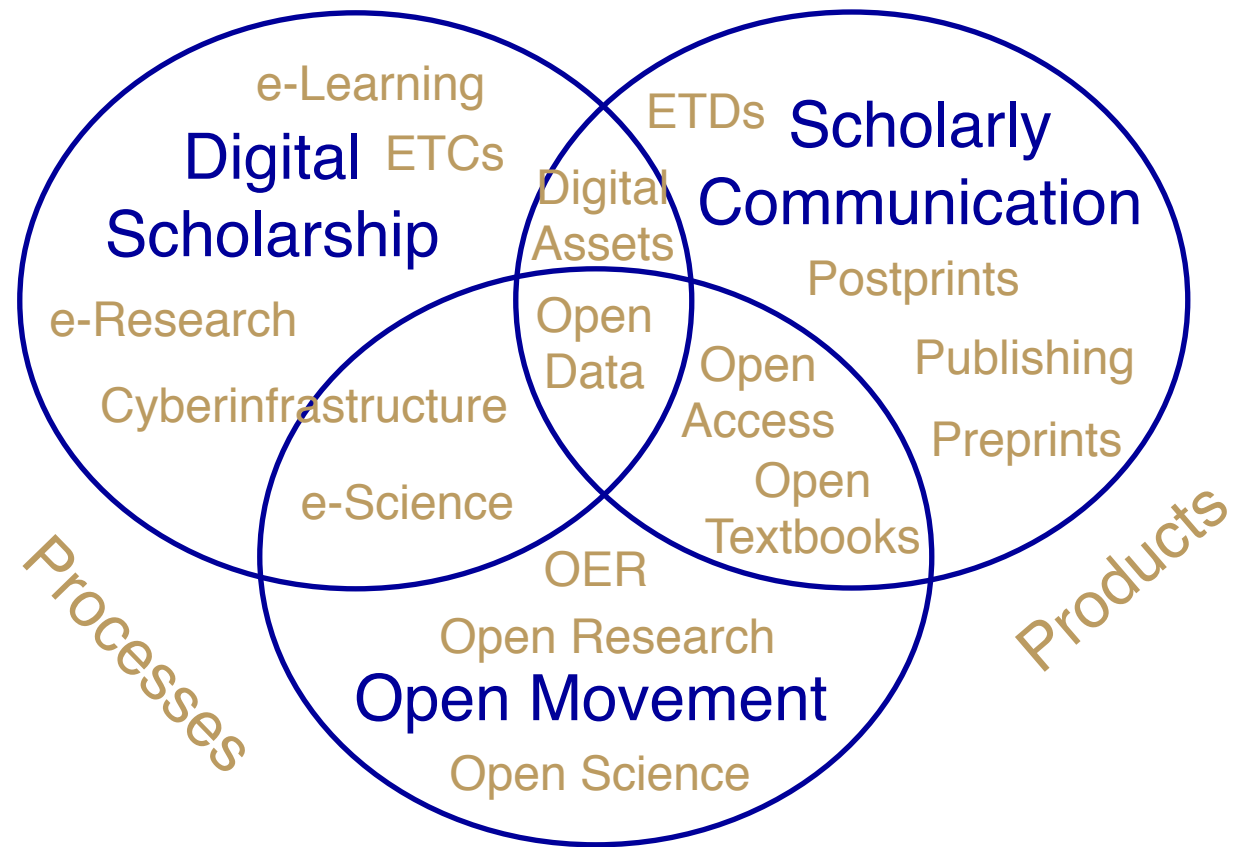 e-Learning
ETCs
Digital
Scholarship
e-Research
Cyberinfrastructure
e-Science
Digital
Assets
Open
Data
ETDs
Scholarly
Communication
Postprints
Publishing
Preprints
Open
Access
Open
Textbooks
OER
Open Research
Open Movement
Open Science
Processes
Products